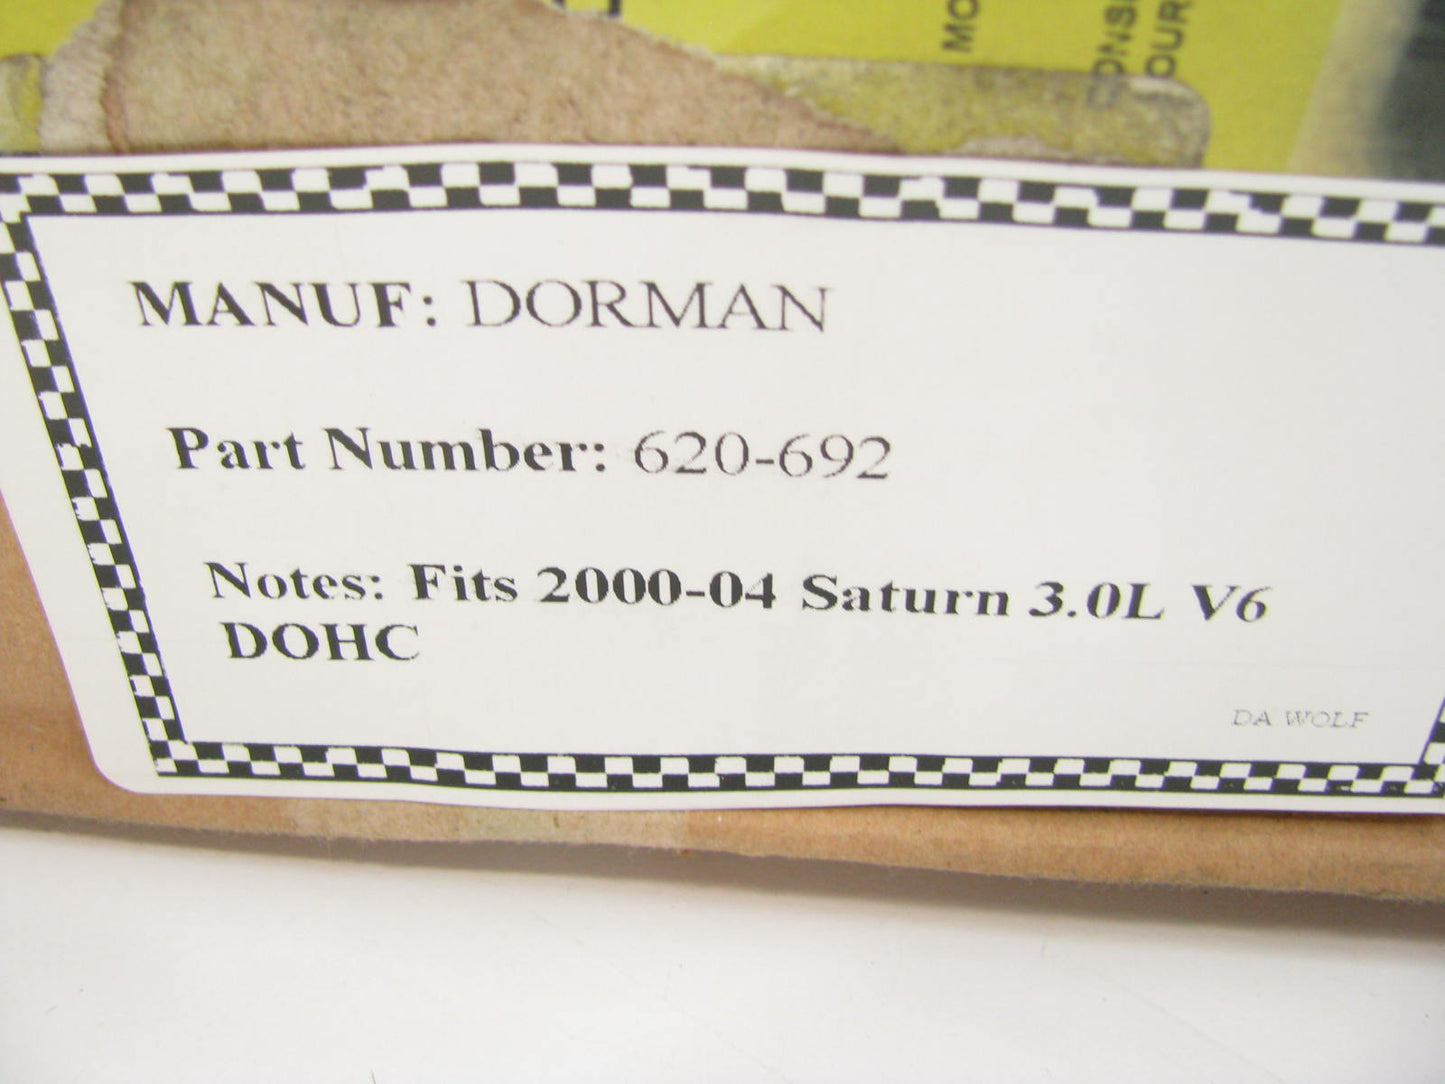 MANUF: DORMAN
Part Number: 620-692
Notes: Fits 2000-04 Saturn 3.0L V6
DOHC
DA WOLF